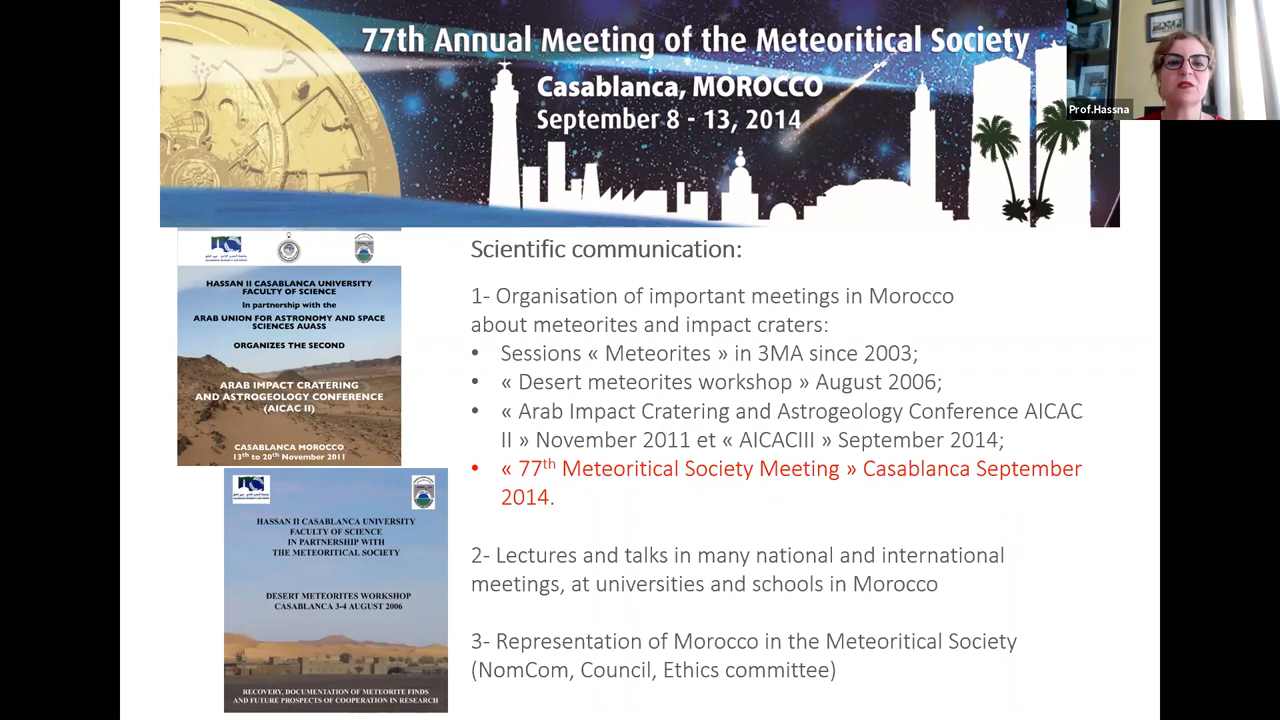 77th Annual Meeting of the Meteoritical Society
Casablanca, MOROCCO
September 8 - 13, 2014
Prof.Hassna
HASSAN II CASABLANCA UNIVERSITY
FACULTY OF SCIENCE
In partnership with the
ARAB UNION FOR ASTRONOMY AND SPACE
SCIENCES AUASS
ORGANIZES THE SECOND
ARAB IMPACT CRATERING
AND ASTROGEOLOGY CONFERENCE
(AICAC II)
CASABLANCA MOROCCO
13th to 20th November 2011
HASSAN II CASABLANCA UNIVERSITY
FACULTY OF SCIENCE
IN PARTNERSHIP WITH
THE METEORITICAL SOCIETY
DESERT METEORITES WORKSHOP
CASABLANCA 3-4 AUGUST 2006
RECOVERY, DOCUMENTATION OF METEORITE FINDS
AND FUTURE PROSPECTS OF COOPERATION IN RESEARCH
Scientific communication:
1- Organisation of important meetings in Morocco
about meteorites and impact craters:
• Sessions « Meteorites » in 3MA since 2003;
• « Desert meteorites workshop » August 2006;
• « Arab Impact Cratering and Astrogeology Conference AICAC
II » November 2011 et « AICACIII » September 2014;
• « 77th Meteoritical Society Meeting » Casablanca September
2014.
2- Lectures and talks in many national and international
meetings, at universities and schools in Morocco
3- Representation of Morocco in the Meteoritical Society
(NomCom, Council, Ethics committee)